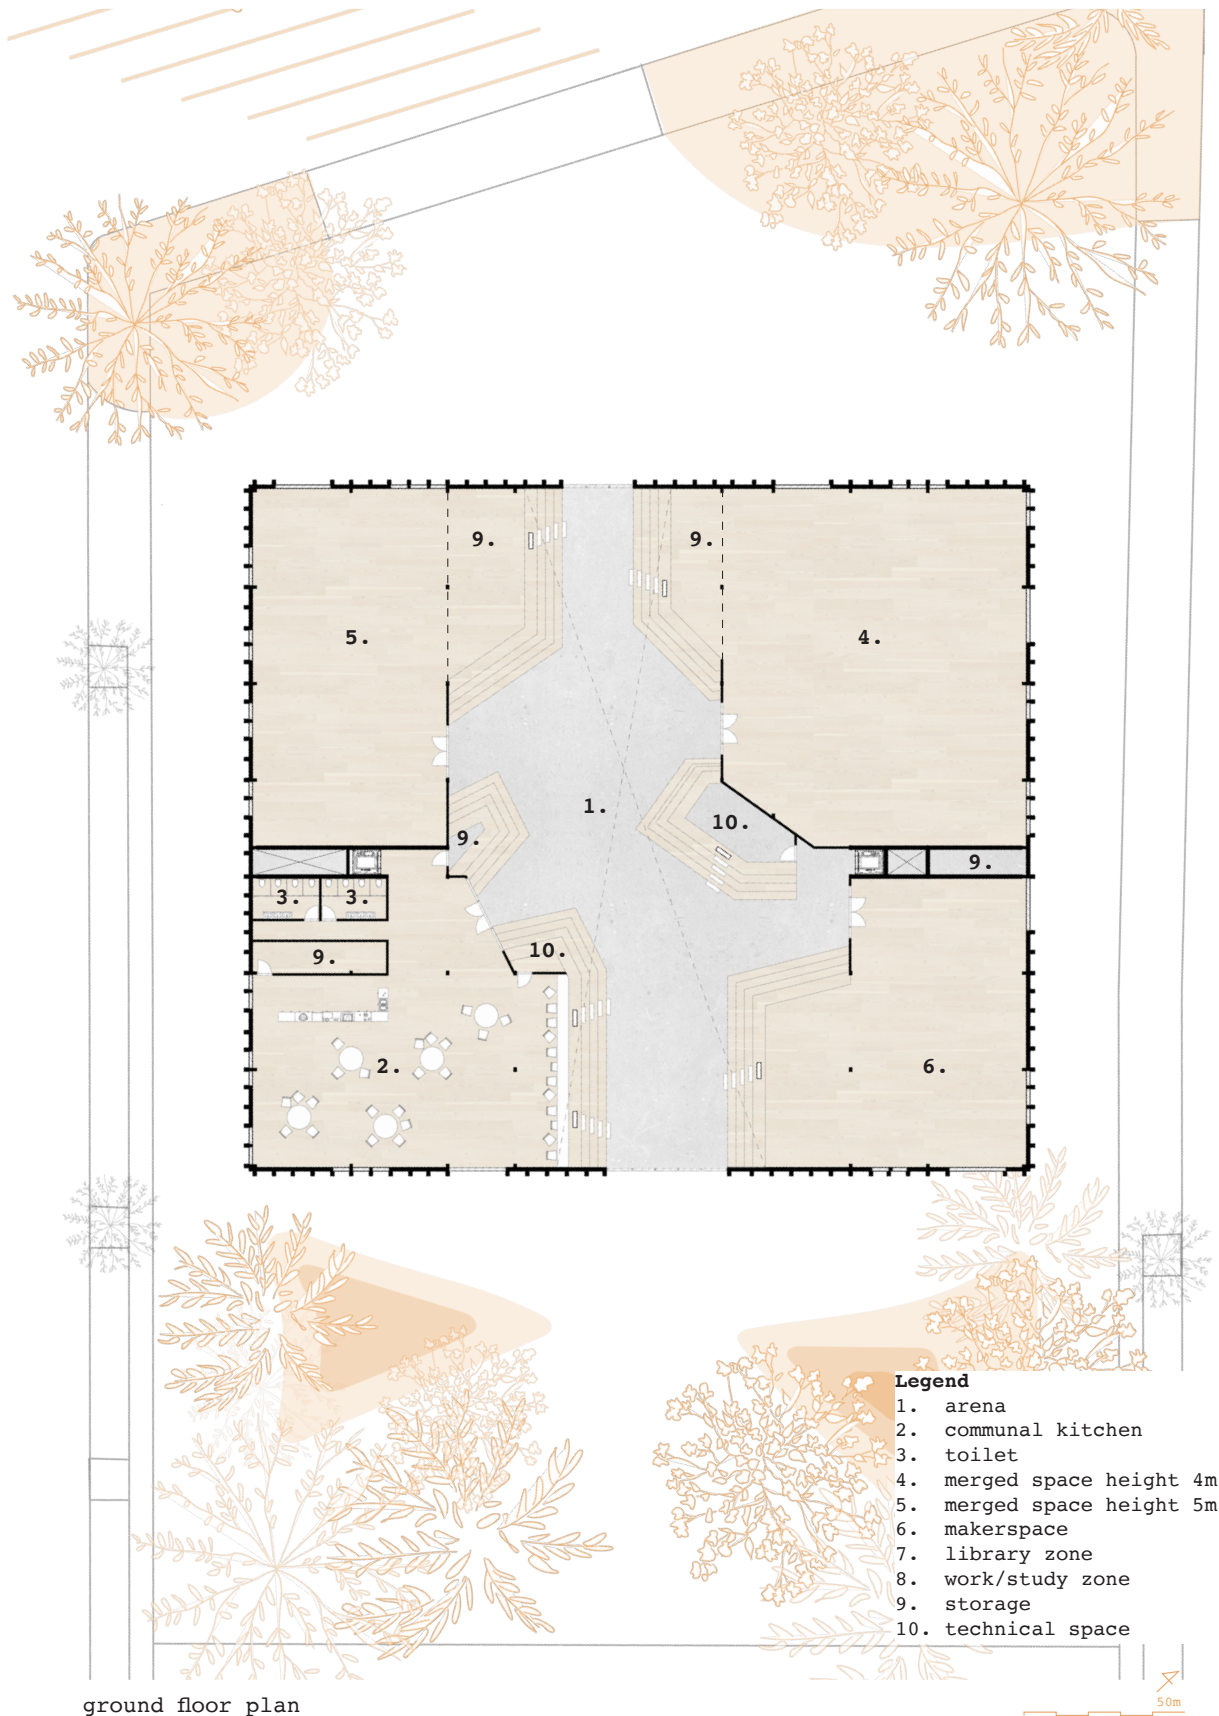 9.
9.
5.
4.
1.
10.
9.
9.
3.
3.
10.
9.
2.
6.
Legend
1. arena
2. communal kitchen
3. toilet
4. merged space height 4m
5. merged space height 5m
6. makerspace
7. library zone
8. work/study zone
9. storage
10. technical space
50m
ground floor plan